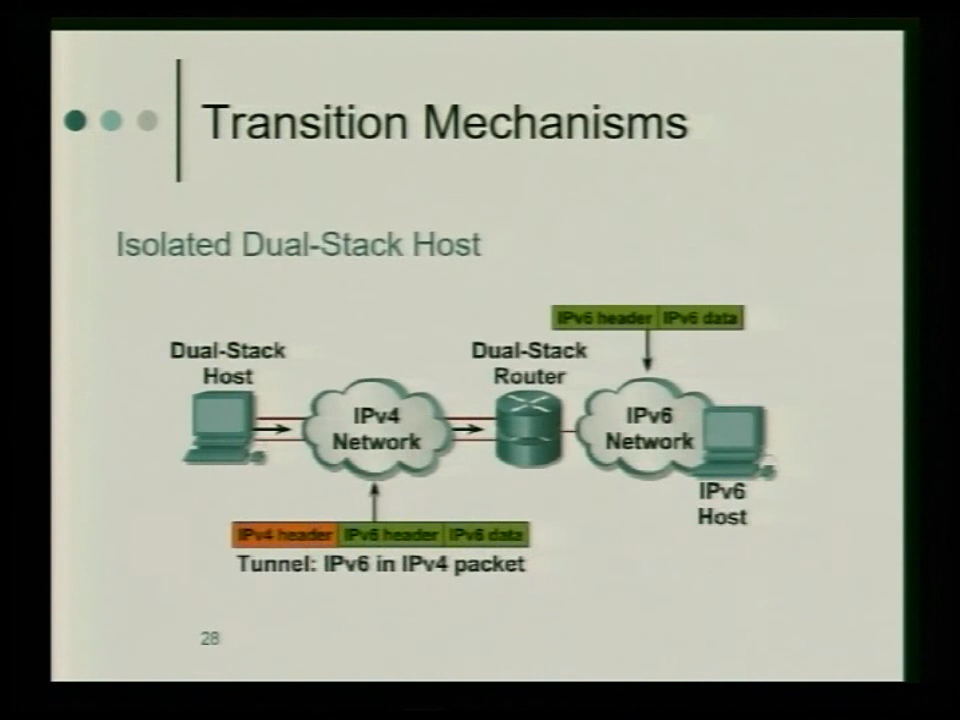 Transition Mechanisms
Isolated Dual-Stack Host
IPv6 header IPv6 data
Dual-Stack
Host
Dual-Stack
Router
IPv4
Network
IPv6
Network
IPv6
Host
IPv4 header IPv6 header IPv6 data
Tunnel: IPv6 in IPv4 packet
28